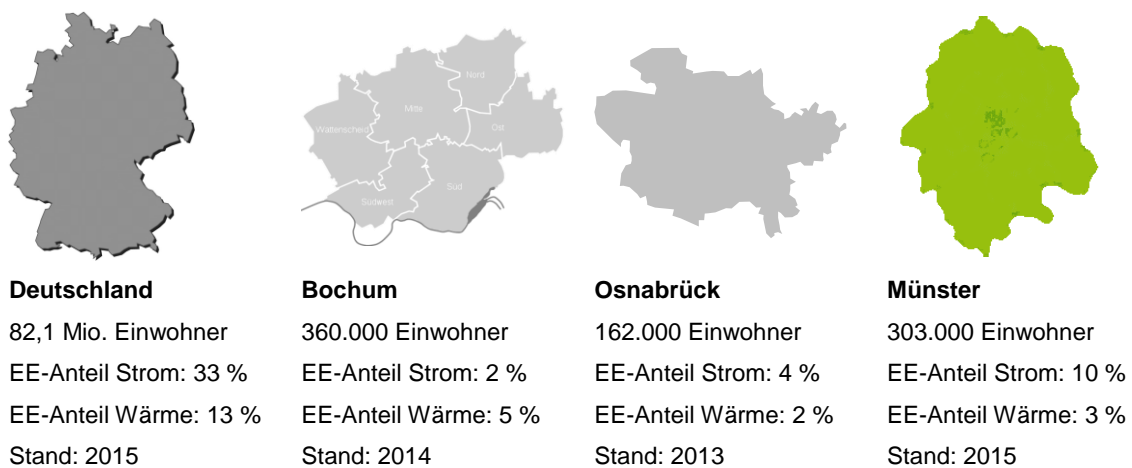 Nord
Mitte
Wattenscheid
Ost
Süd
Südwest
Deutschland
82,1 Mio. Einwohner
EE-Anteil Strom: 33 %
EE-Anteil Wärme: 13 %
Stand: 2015
Bochum
360.000 Einwohner
EE-Anteil Strom: 2 %
EE-Anteil Wärme: 5 %
Stand: 2014
Osnabrück
162.000 Einwohner
EE-Anteil Strom: 4 %
EE-Anteil Wärme: 2 %
Stand: 2013
Münster
303.000 Einwohner
EE-Anteil Strom: 10 %
EE-Anteil Wärme: 3 %
Stand: 2015